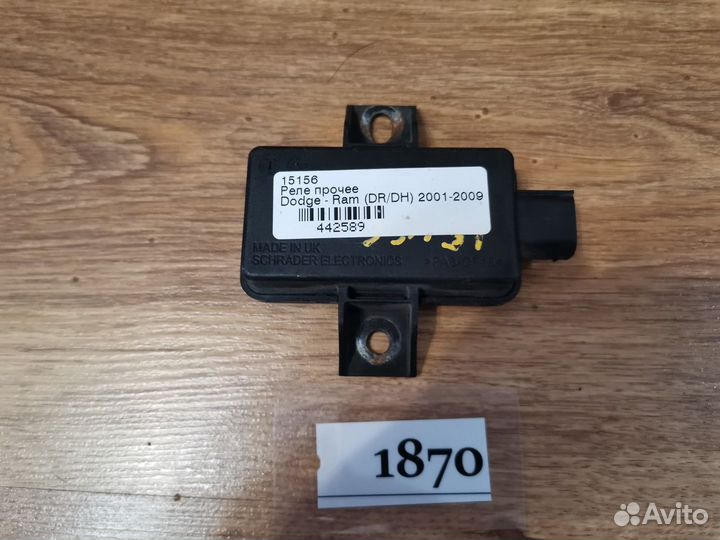 15156
Реле прочее
Dodge - Ram (DR/DH) 2001-2009
442589
MADE IN UK
SCHRADER ELECTRONICS
1870
Avito